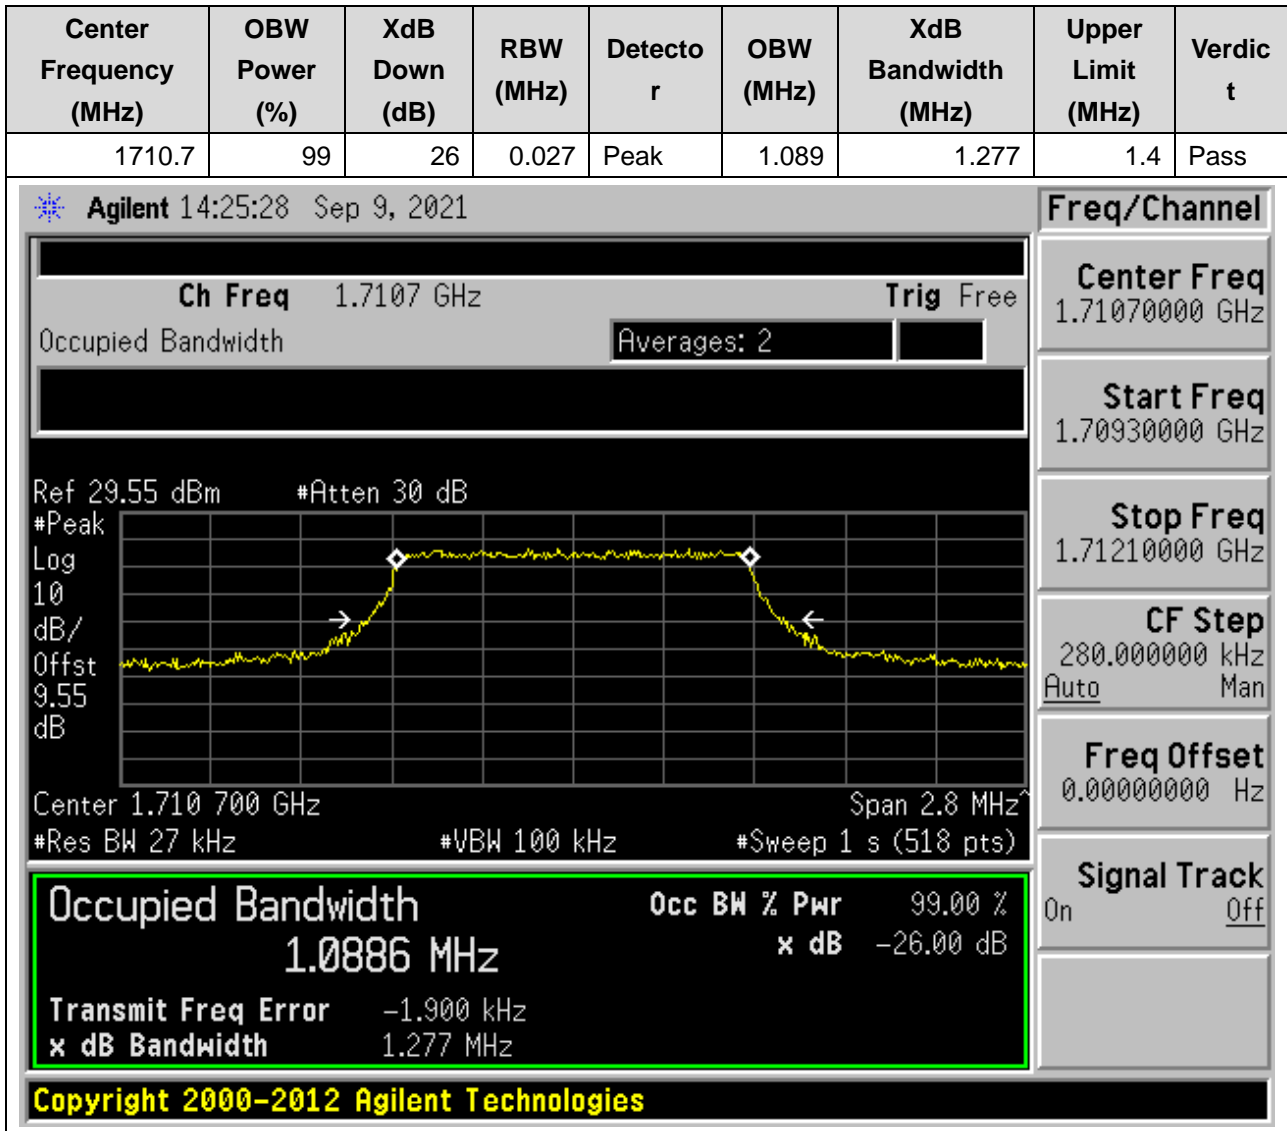 Center Frequency (MHz) OBW Power (%) XdB Down (dB) RBW (MHz) Detecto r OBW (MHz) XdB Bandwidth (MHz) Upper Limit (MHz) Verdic t
1710.7 99 26 0.027 Peak 1.089 1.277 1.4 Pass
Agilent 14:25:28 Sep 9, 2021
Freq/Channel
Ch Freq 1.7107 GHz Trig Free
Occupied Bandwidth Averages: 2
Center Freq
1.71070000 GHz
Start Freq
1.70930000 GHz
Stop Freq
1.71210000 GHz
CF Step
280.000000 kHz
Auto Man
Freq Offset
0.00000000 Hz
Signal Track
On Off
Ref 29.55 dBm #Atten 30 dB
#Peak
Log
10
dB/
Offst
9.55
dB
Center 1.710 700 GHz Span 2.8 MHz^
#Res BW 27 kHz #VBW 100 kHz #Sweep 1 s (518 pts)
Occupied Bandwidth Occ BW % Pwr 99.00 %
1.0886 MHz x dB -26.00 dB
Transmit Freq Error -1.900 kHz
x dB Bandwidth 1.277 MHz
Copyright 2000-2012 Agilent Technologies